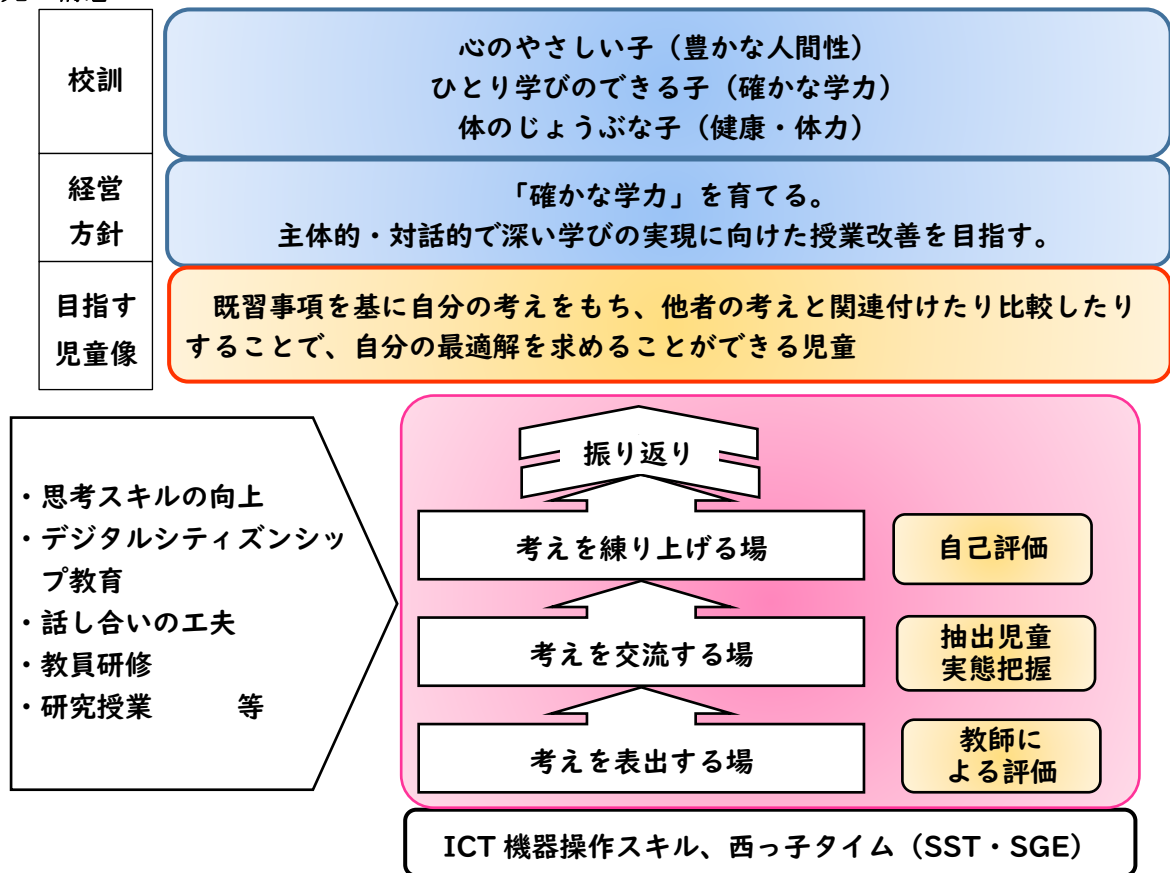 校訓
心のやさしい子（豊かな人間性）
ひとり学びのできる子（確かな学力）
体のじょうぶな子（健康・体力）
経営
方針
「確かな学力」を育てる。
主体的・対話的で深い学びの実現に向けた授業改善を目指す。
目指す
児童像
既習事項を基に自分の考えをもち、他者の考えと関連付けたり比較したり
することで、自分の最適解を求めることができる児童
・思考スキルの向上
・デジタルシティズンシッ
プ教育
・話し合いの工夫
・教員研修
・研究授業　　　等
振り返り
考えを練り上げる場
自己評価
考えを交流する場
抽出児童
実態把握
考えを表出する場
教師に
よる評価
ICT 機器操作スキル、西っ子タイム（SST・SGE）